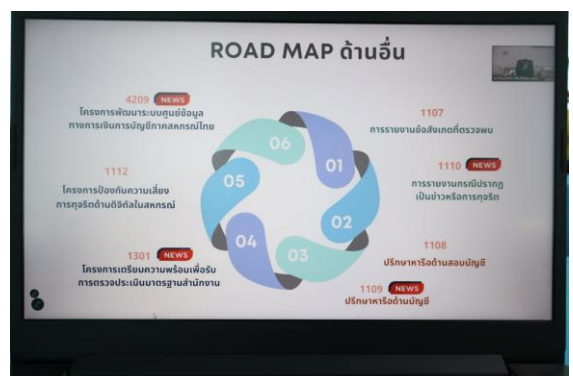 ROAD MAP ด้านอื่น
4209 NEWS
โครงการพัฒนาระบบศูนย์ข้อมูล
ทางการเงินการบัญชีภาคสหกรณ์ไทย
1112
โครงการป้องกันความเสี่ยง
การทุจริตด้านดิจิทัลในสหกรณ์
1301 NEWS
โครงการเตรียมความพร้อมเพื่อรับ
การตรวจประเมินมาตรฐานสำนักงาน
06
01
05
02
04
03
1107
การรายงานข้อสังเกตที่ตรวจพบ
1110 NEWS
การรายงานกรณีปรากฏ
เป็นข่าวหรือการทุจริต
1108
ปรึกษาหารือด้านสอบบัญชี
1109 NEWS
ปรึกษาหารือด้านบัญชี